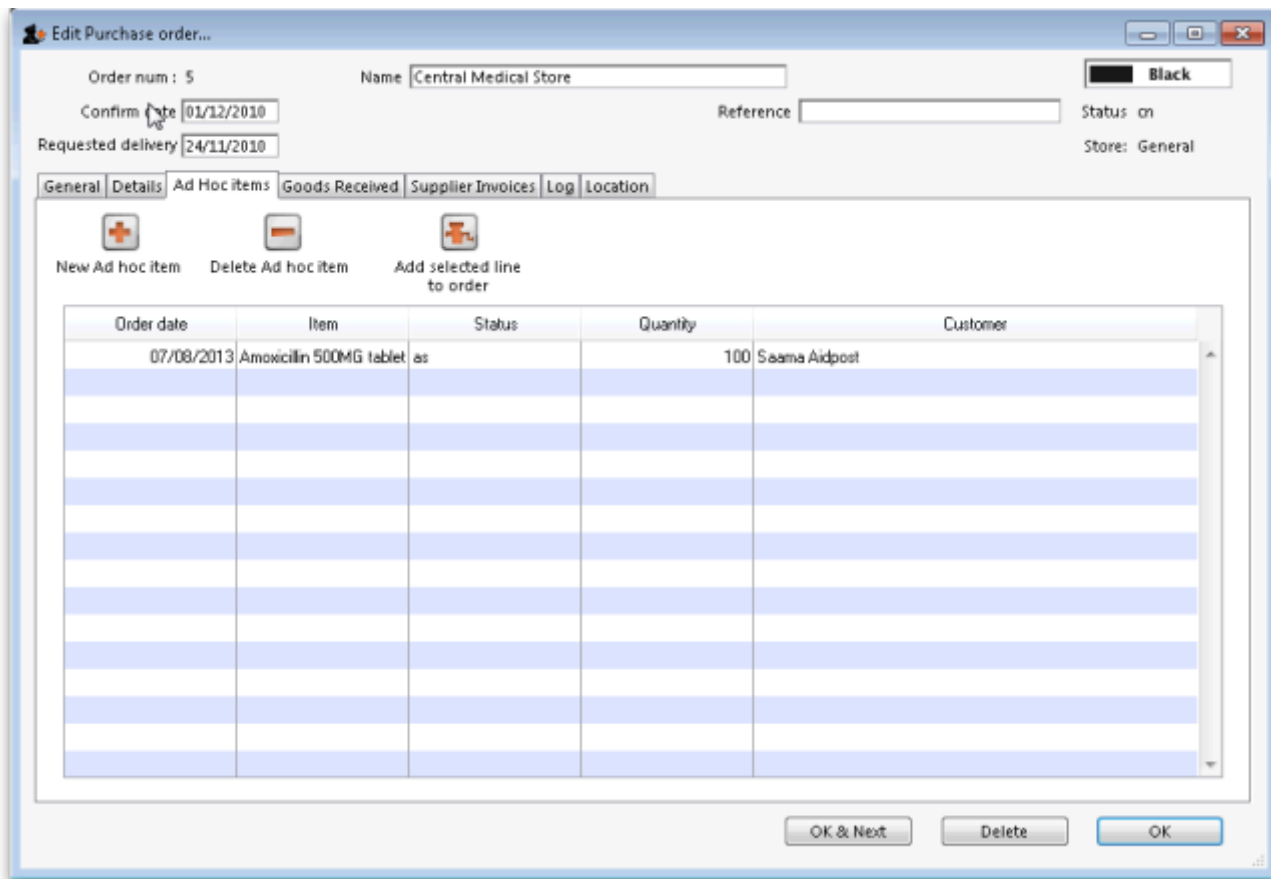 Edit Purchase order...
Order num : 5 Name Central Medical Store Black
Confirm date 01/12/2010 Reference Status cn
Requested delivery 24/11/2010 Store: General
General Details Ad Hoc items Goods Received Supplier Invoices Log Location
New Ad hoc item Delete Ad hoc item Add selected line
to order
Order date Item Status Quantity Customer
07/08/2013 Amoxicillin 500MG tablet as 100 Saama Aidpost
OK & Next Delete OK